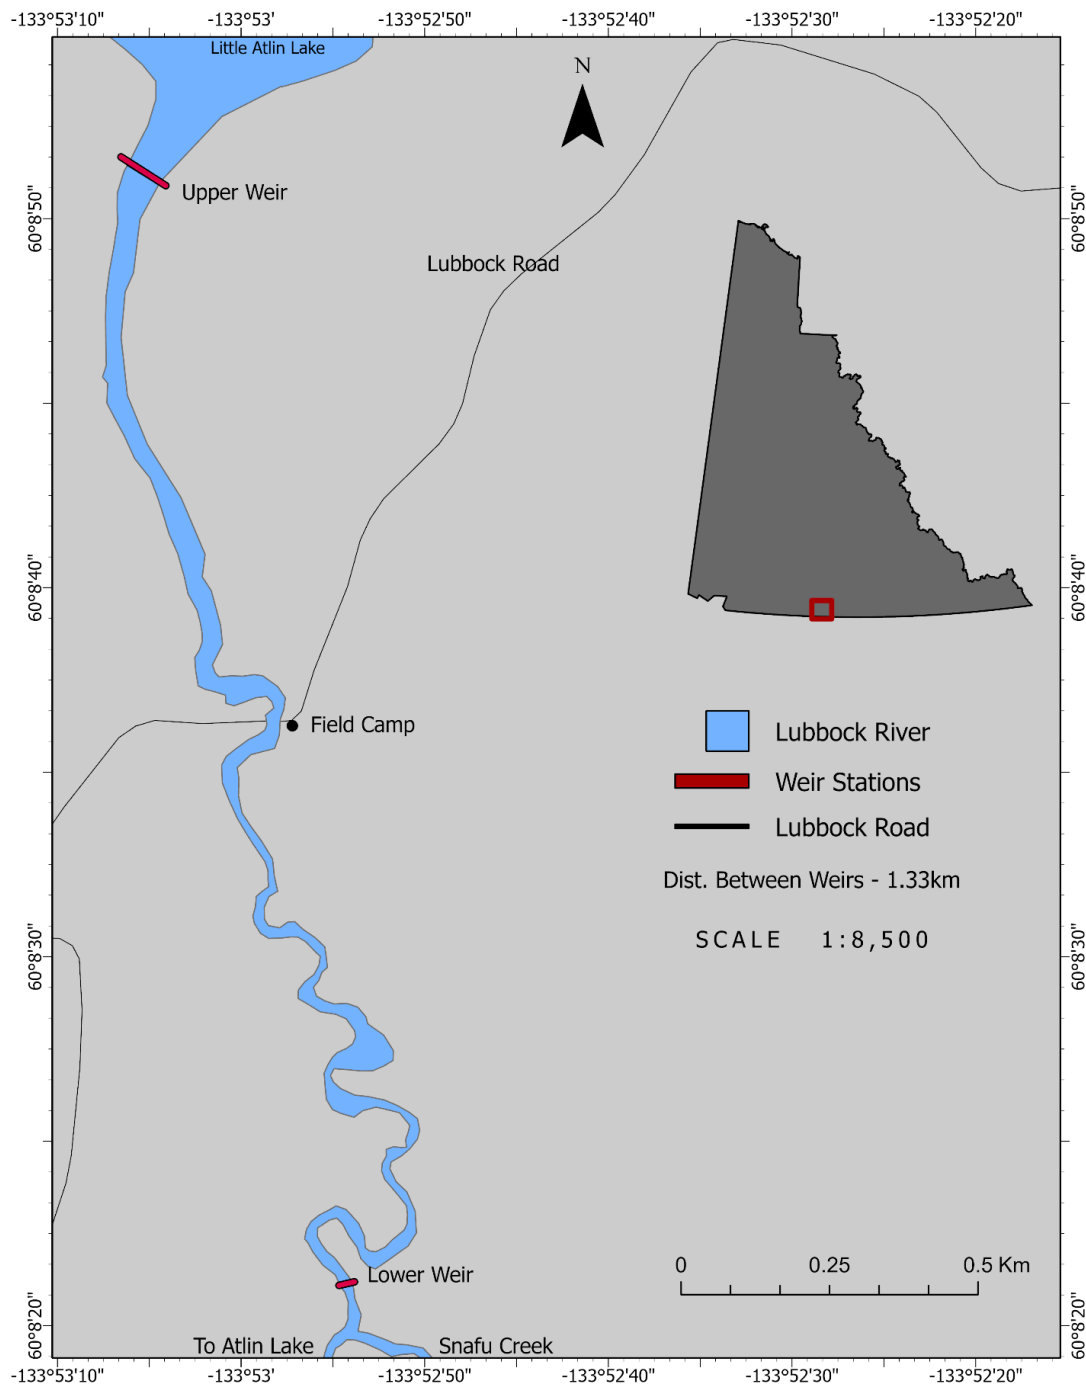 -133°53'10" -133°53' -133°52'50" -133°52'40" -133°52'30" -133°52'20"
Little Atlin Lake
N
Upper Weir
60°8'50" 60°8'50"
Lubbock Road
60°8'40" 60°8'40"
Field Camp
Lubbock River
Weir Stations
Lubbock Road
Dist. Between Weirs - 1.33km
SCALE 1:8,500
60°8'30" 60°8'30"
0 0.25 0.5 Km
Lower Weir
60°8'20" 60°8'20"
To Atlin Lake Snafu Creek
-133°53'10" -133°53' -133°52'50" -133°52'40" -133°52'30" -133°52'20"